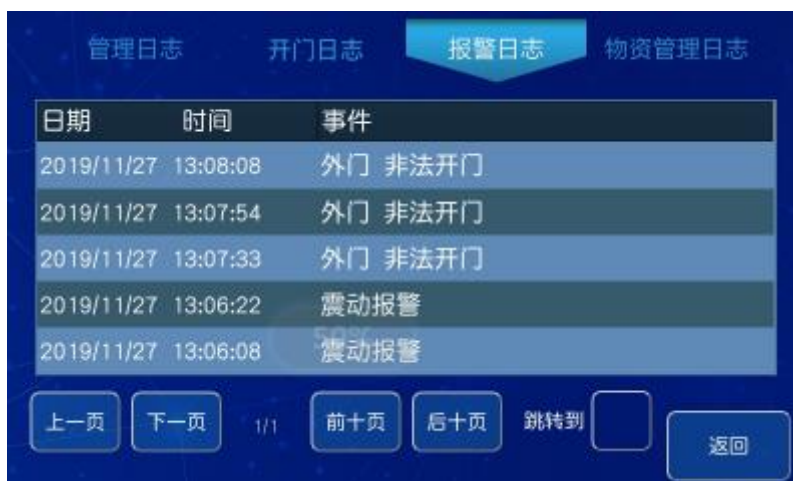 管理日志 开门日志 报警日志 物资管理日志
日期 时间 事件
2019/11/27 13:08:08 外门 非法开门
2019/11/27 13:07:54 外门 非法开门
2019/11/27 13:07:33 外门 非法开门
2019/11/27 13:06:22 震动报警
2019/11/27 13:06:08 震动报警
上一页 下一页 1/1 前十页 后十页 跳转到 返回